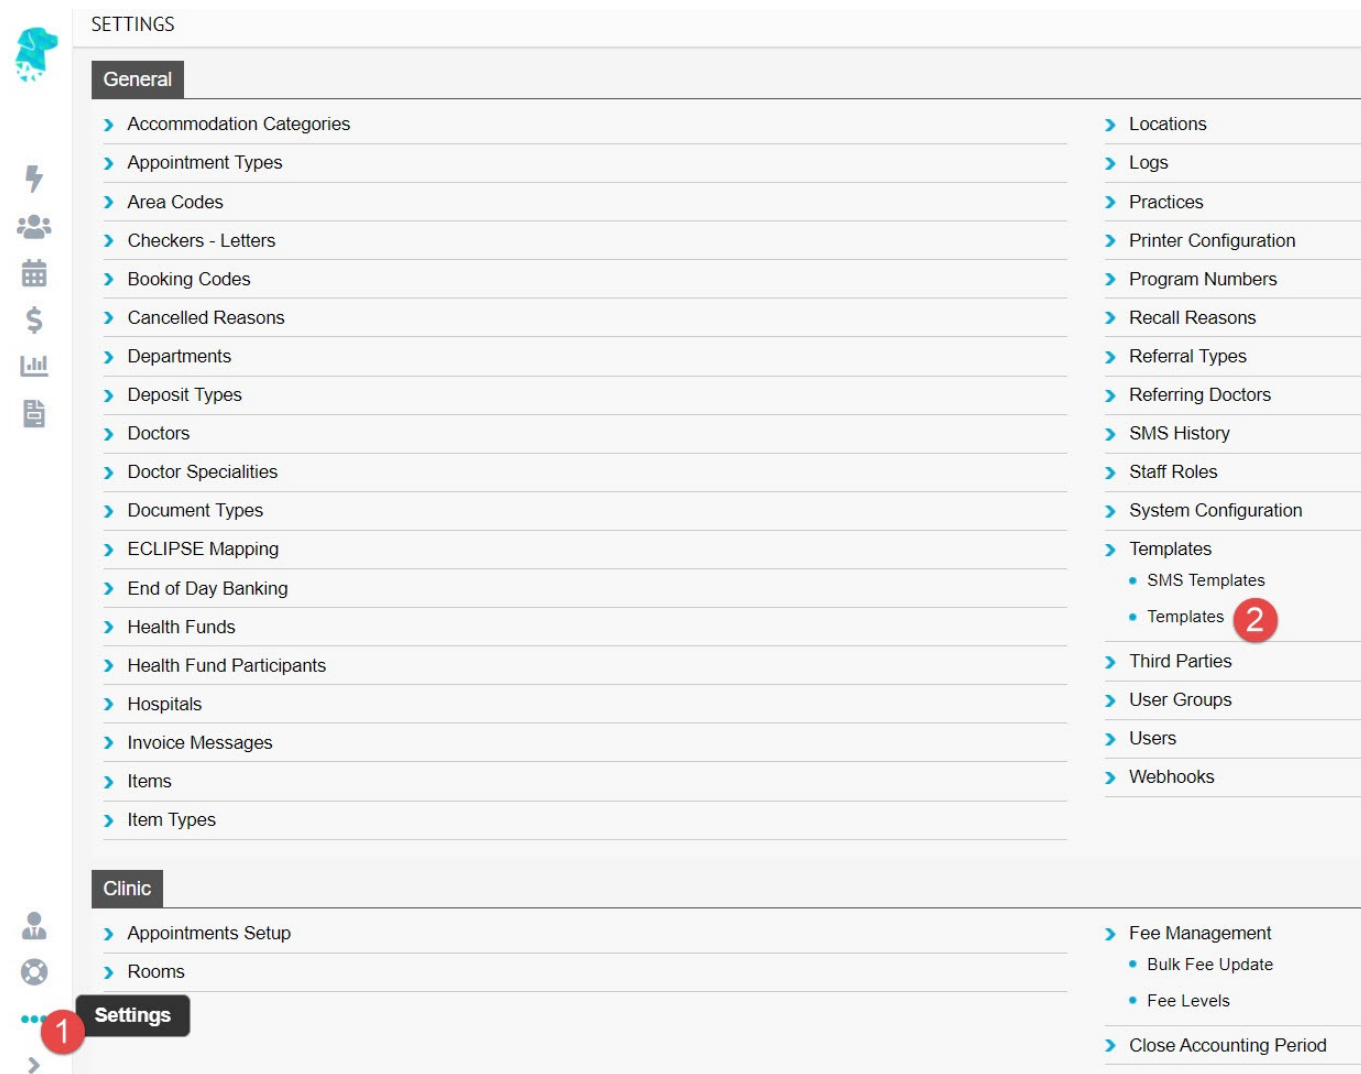 SETTINGS
General
Accommodation Categories
Appointment Types
Area Codes
Checkers - Letters
Booking Codes
Cancelled Reasons
Departments
Deposit Types
Doctors
Doctor Specialities
Document Types
ECLIPSE Mapping
End of Day Banking
Health Funds
Health Fund Participants
Hospitals
Invoice Messages
Items
Item Types
Locations
Logs
Practices
Printer Configuration
Program Numbers
Recall Reasons
Referral Types
Referring Doctors
SMS History
Staff Roles
System Configuration
Templates
SMS Templates
Templates 2
Third Parties
User Groups
Users
Webhooks
Clinic
Appointments Setup
Rooms
Fee Management
Bulk Fee Update
Fee Levels
Close Accounting Period
1 Settings